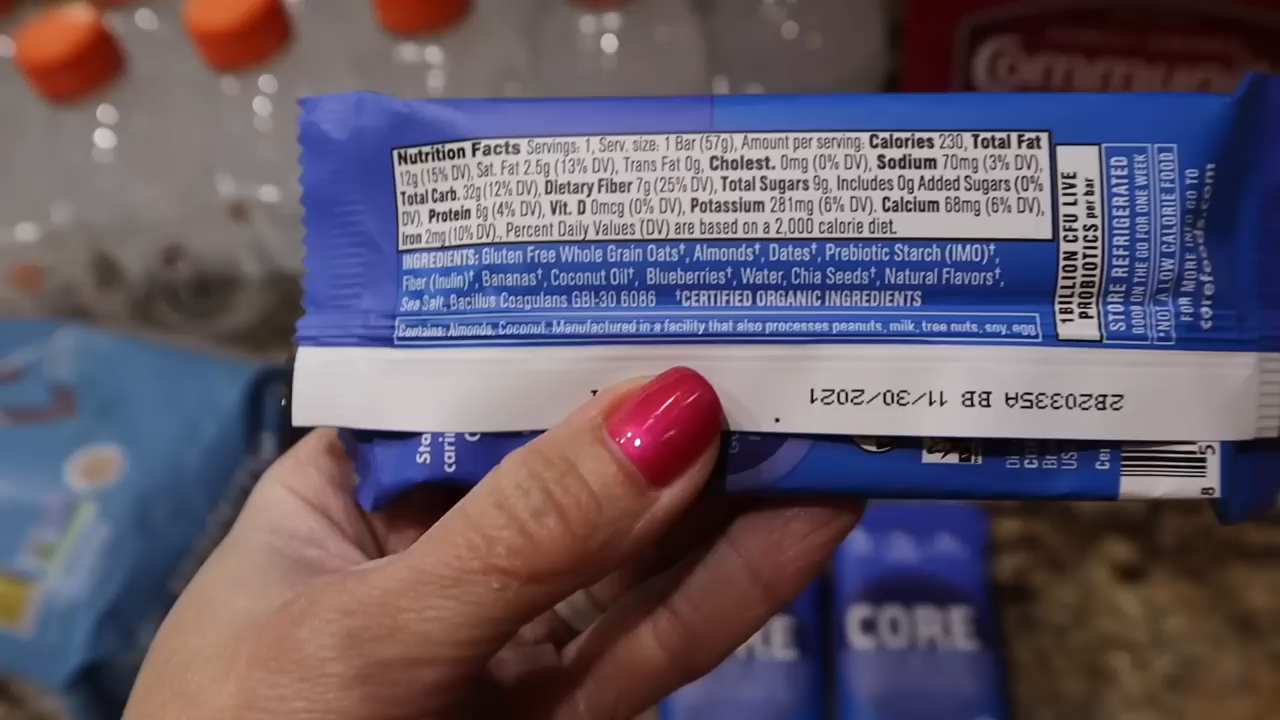 Nutrition Facts Servings: 1, Serv. size: 1 Bar (57g), Amount per serving: Calories 230, Total Fat
12g (15% DV), Sat. Fat 2.5g (13% DV), Trans Fat 0g, Cholest. 0mg (0% DV), Sodium 70mg (3% DV),
Total Carb. 32g (12% DV), Dietary Fiber 7g (25% DV), Total Sugars 9g, Includes 0g Added Sugars (0%
DV), Protein 6g (4% DV), Vit. D 0mcg (0% DV), Potassium 281mg (6% DV). Calcium 68mg (6% DV),
Iron 2mg (10% DV)., Percent Daily Values (DV) are based on a 2,000 calorie diet.
INGREDIENTS: Gluten Free Whole Grain Oats†, Almonds†, Dates†, Prebiotic Starch (IMO)†,
Fiber (Inulin)†, Bananas†, Coconut Oil†, Blueberries†, Water, Chia Seeds†, Natural Flavors†,
Sea Salt, Bacillus Coagulans GBI-30 6086 †CERTIFIED ORGANIC INGREDIENTS
Contains: Almonds, Coconut. Manufactured in a facility that also processes peanuts, milk, tree nuts, soy, egg
1 BILLION CFU LIVE
PROBIOTICS per bar
STORE REFRIGERATED
GOOD ON THE GO FOR ONE WEEK
NOT A LOW CALORIE FOOD
FOR MORE INFO GO TO
corefoods.com
2B20335A BB 11/30/2021
US
8
5
CORE